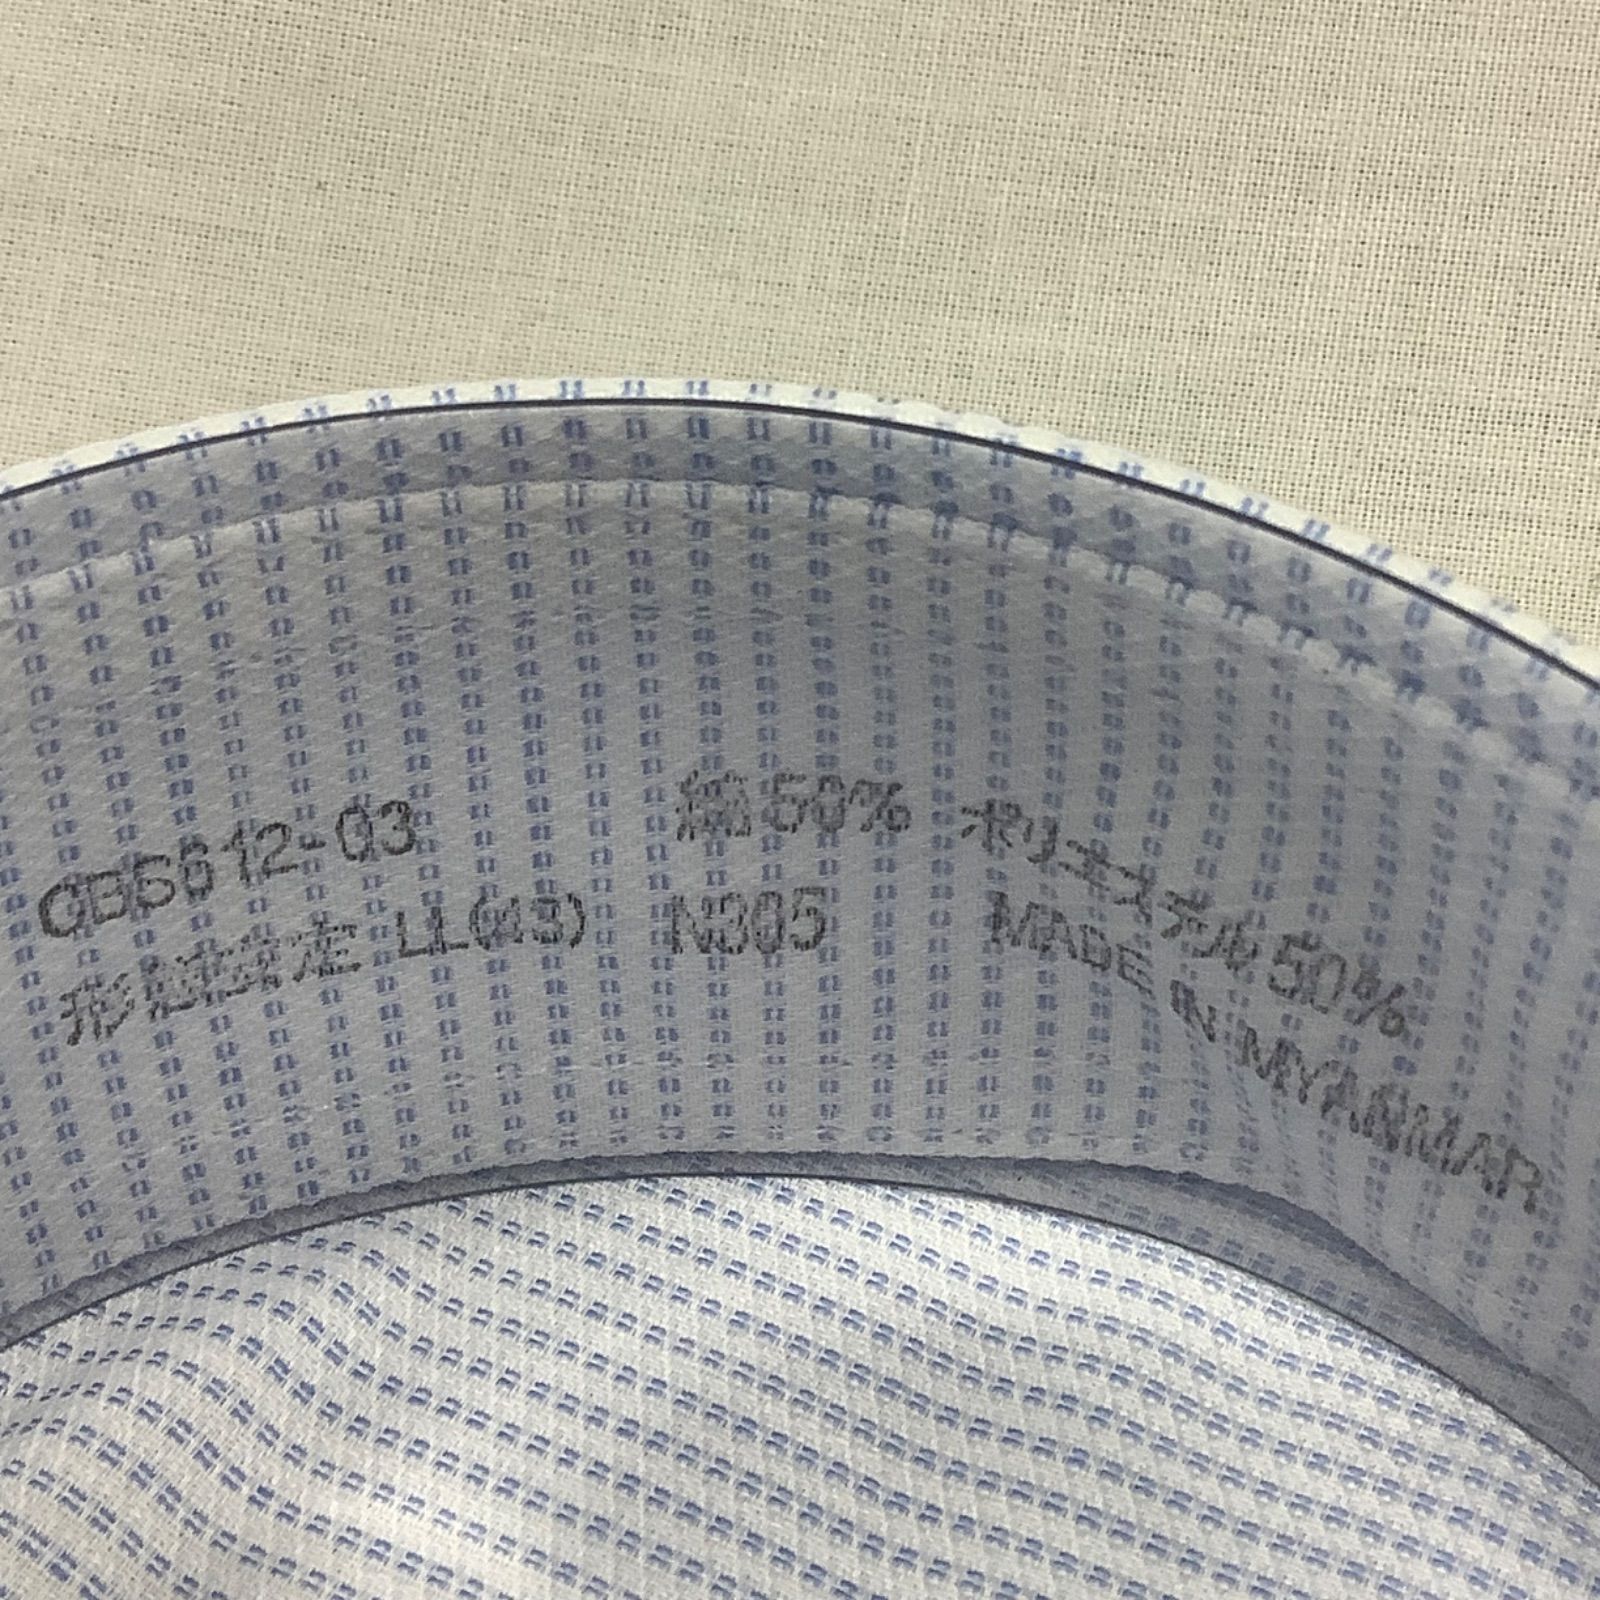 CB5612-03 綿50% ポリエステル50%
形態安定 LL(43) N305 MADE IN MYANMAR